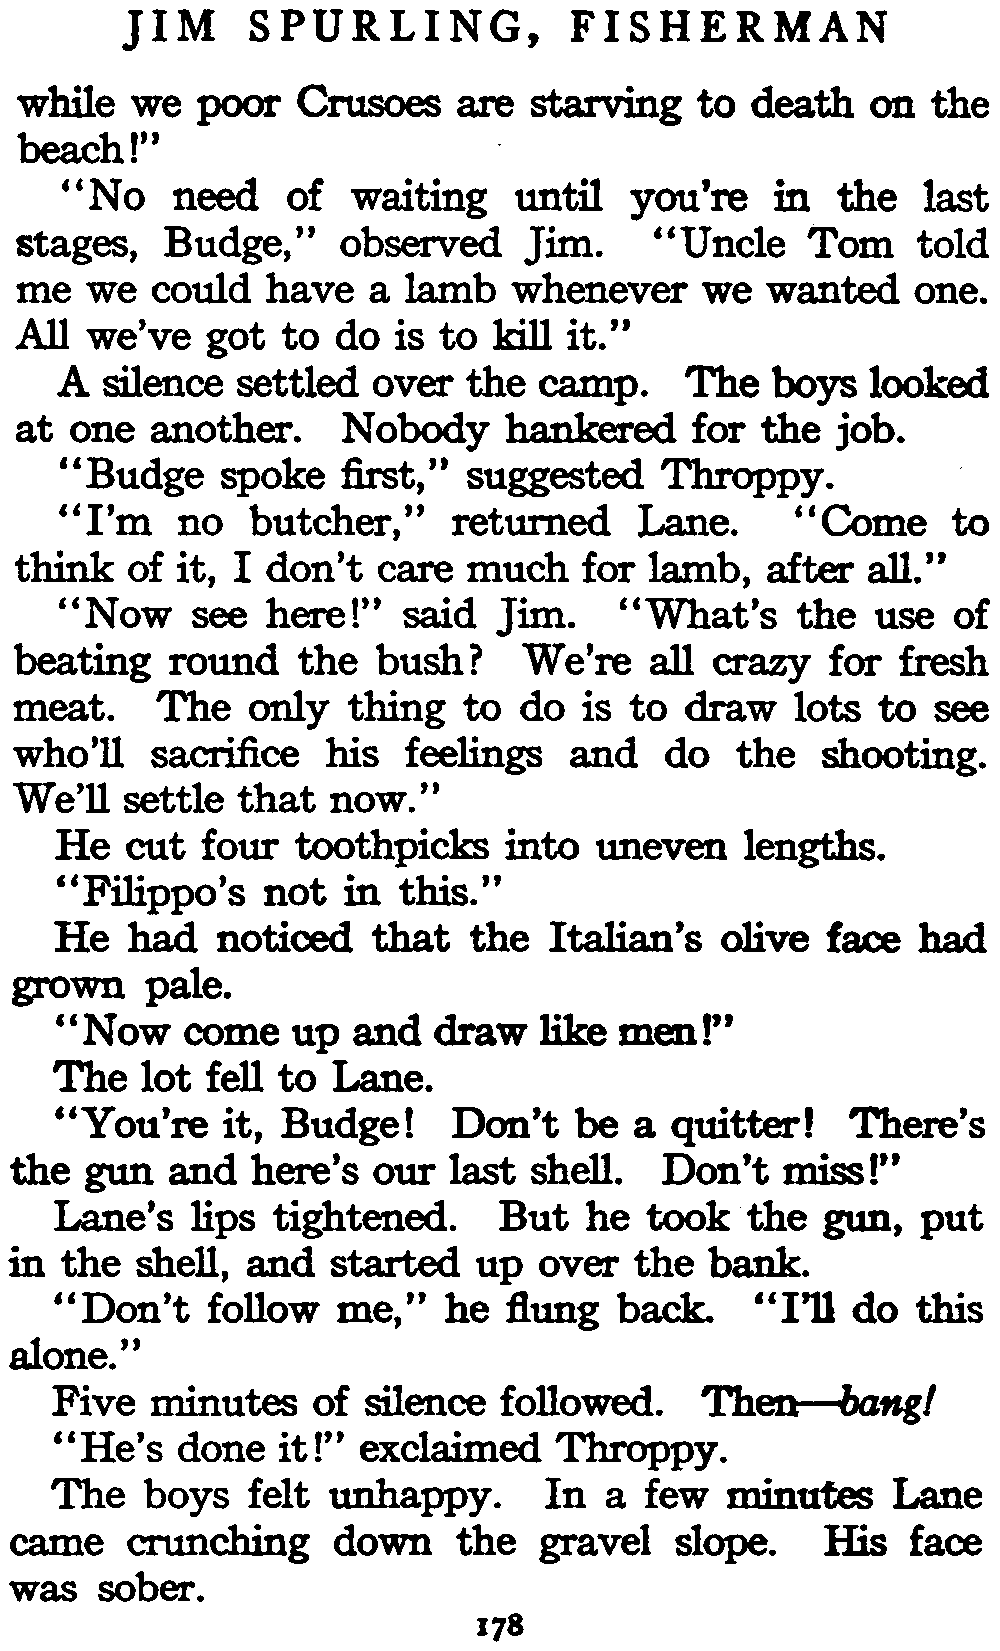 JIM SPURLING, FISHERMAN
while we poor Crusoes are starving to death on the
beach!"
"No need of waiting until you're in the last
stages, Budge," observed Jim. "Uncle Tom told
me we could have a lamb whenever we wanted one.
All we've got to do is to kill it."
A silence settled over the camp. The boys looked
at one another. Nobody hankered for the job.
"Budge spoke first," suggested Throppy.
"I'm no butcher," returned Lane. "Come to
think of it, I don't care much for lamb, after all."
"Now see here!" said Jim. "What's the use of
beating round the bush? We're all crazy for fresh
meat. The only thing to do is to draw lots to see
who'll sacrifice his feelings and do the shooting.
We'll settle that now."
He cut four toothpicks into uneven lengths.
"Filippo's not in this."
He had noticed that the Italian's olive face had
grown pale.
"Now come up and draw like men!"
The lot fell to Lane.
"You're it, Budge! Don't be a quitter! There's
the gun and here's our last shell. Don't miss!"
Lane's lips tightened. But he took the gun, put
in the shell, and started up over the bank.
"Don't follow me," he flung back. "I'll do this
alone."
Five minutes of silence followed. Then—bang!
"He's done it!" exclaimed Throppy.
The boys felt unhappy. In a few minutes Lane
came crunching down the gravel slope. His face
was sober.
178